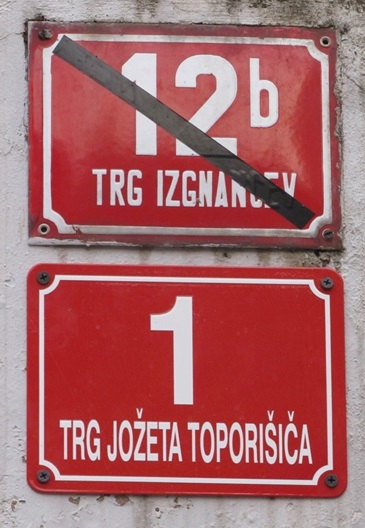 12b
TRG IZGNANCEV
1
TRG JOŽETA TOPORIŠIČA